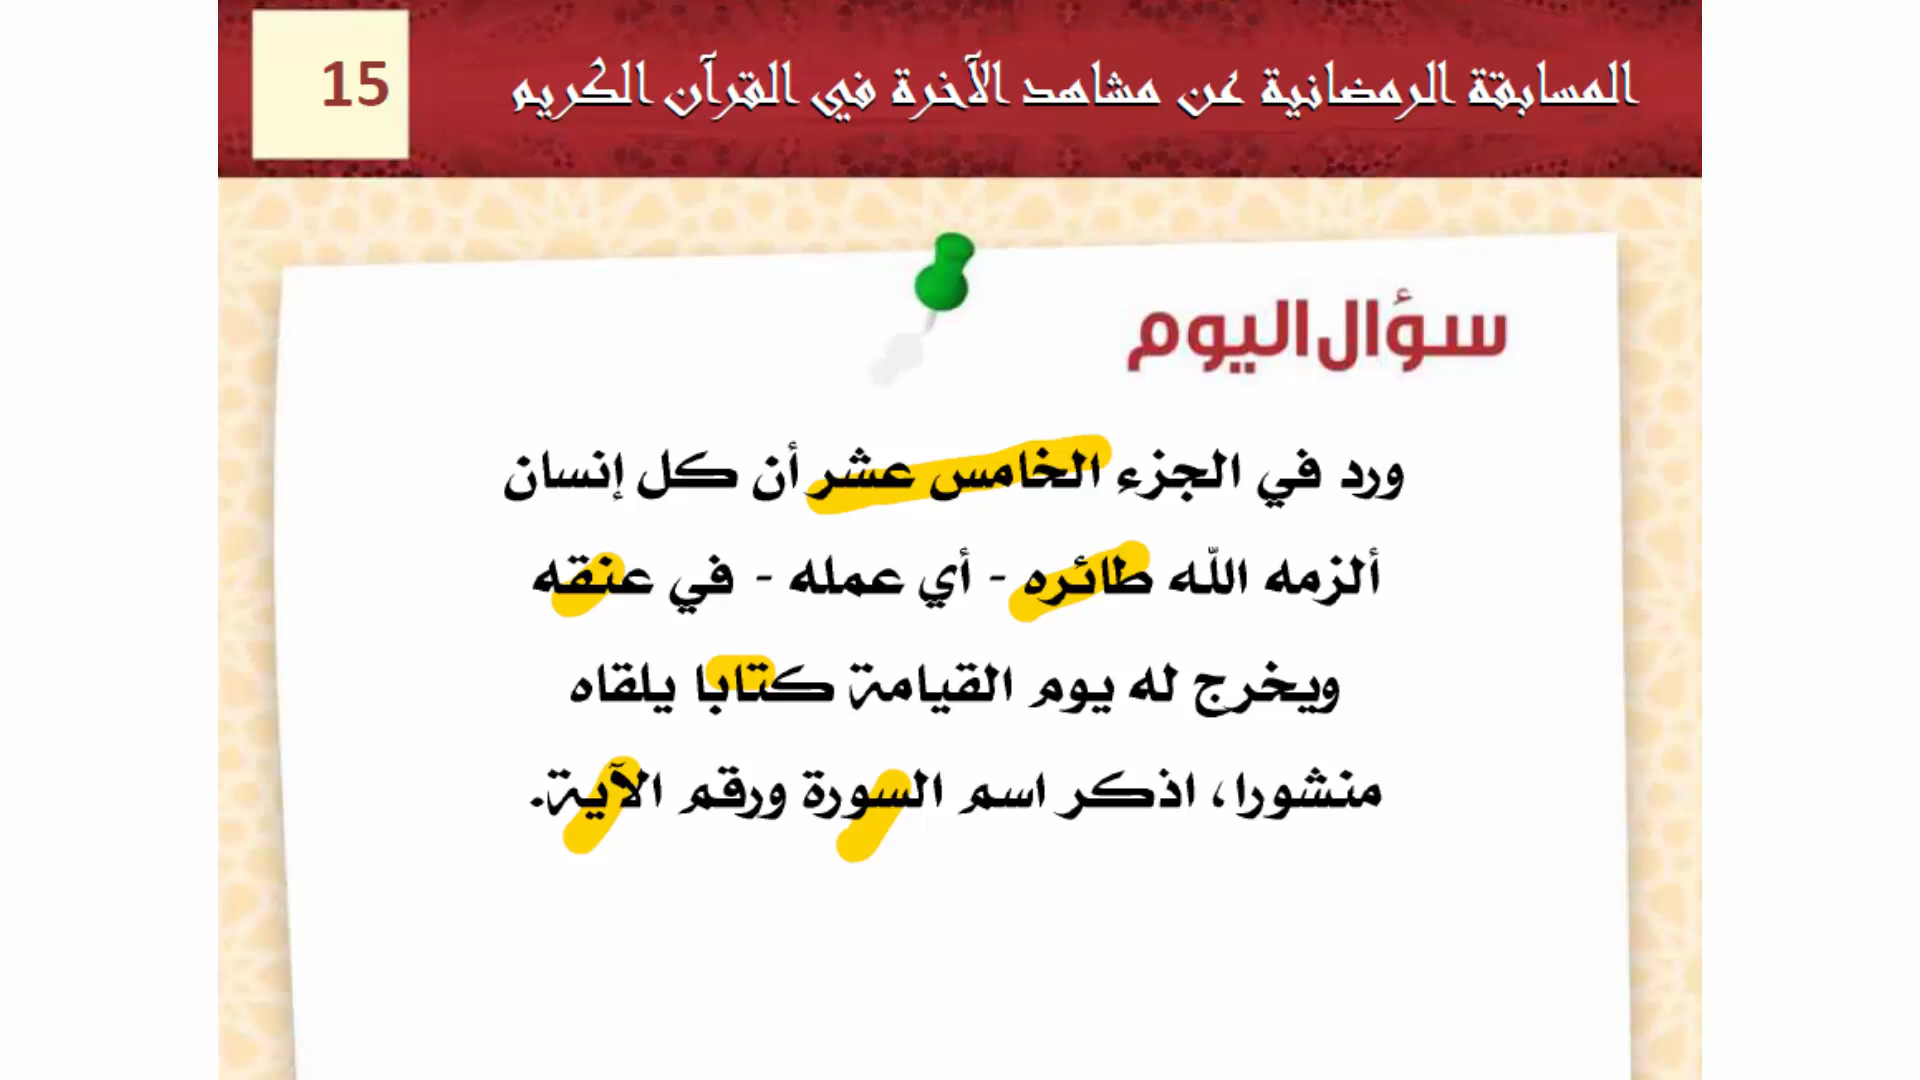 المسابقة الرمضانية عن مشاهد الآخرة في القرآن الكريم
15
سؤال اليوم
ورد في الجزء الخامس عشر أن كل إنسان
ألزمه الله طائره - أي عمله - في عنقه
ويخرج له يوم القيامة كتابا يلقاه
منشورا، اذكر اسم السورة ورقم الآية.